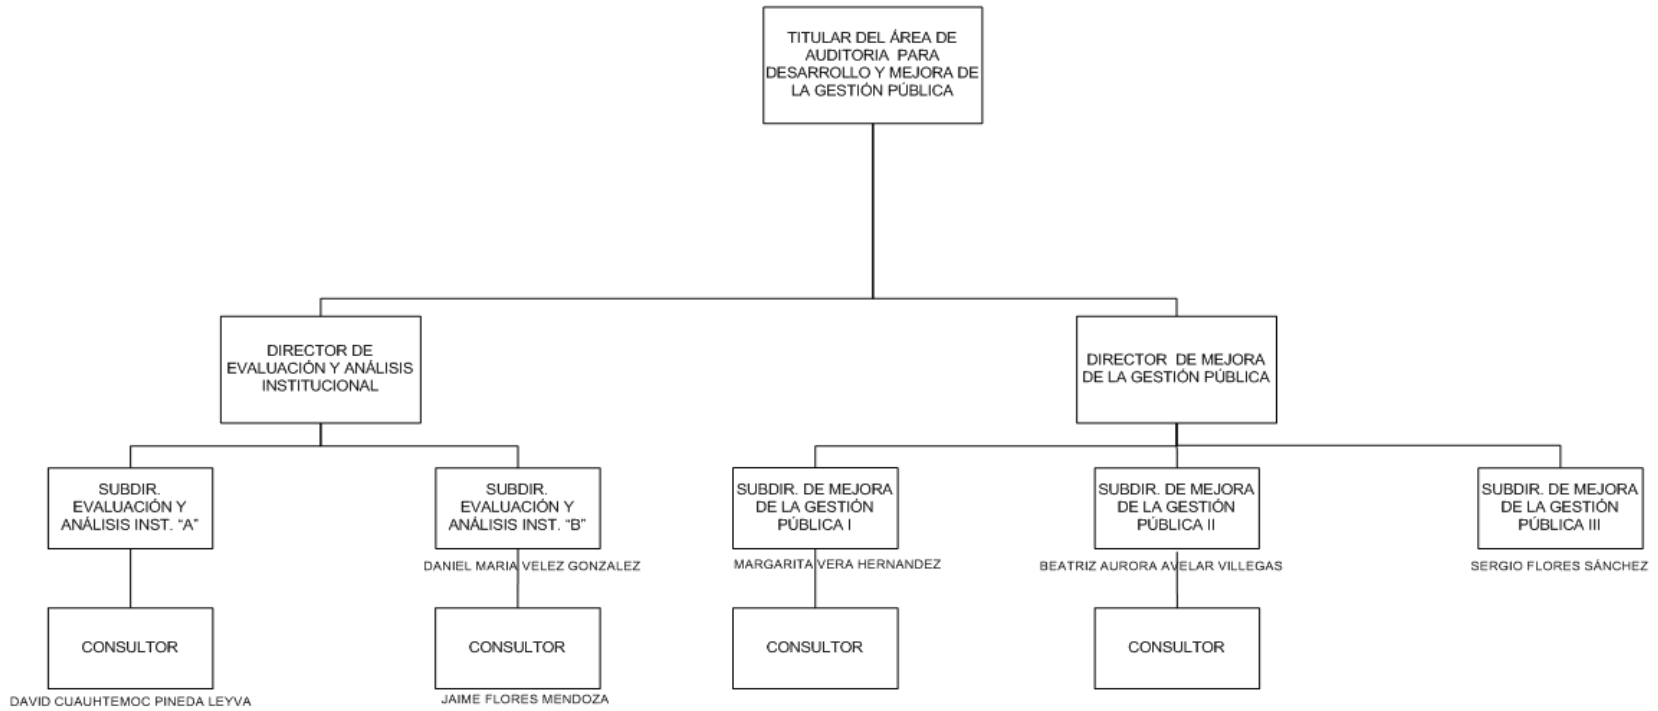 TITULAR DEL ÁREA DE
AUDITORIA PARA
DESARROLLO Y MEJORA DE
LA GESTIÓN PÚBLICA
DIRECTOR DE
EVALUACIÓN Y ANÁLISIS
INSTITUCIONAL
DIRECTOR DE MEJORA
DE LA GESTIÓN PÚBLICA
SUBDIR.
EVALUACIÓN Y
ANÁLISIS INST. “A”
SUBDIR.
EVALUACIÓN Y
ANÁLISIS INST. “B”
DANIEL MARIA VELEZ GONZALEZ
SUBDIR. DE MEJORA
DE LA GESTIÓN
PÚBLICA I
MARGARITA VERA HERNANDEZ
SUBDIR. DE MEJORA
DE LA GESTIÓN
PÚBLICA II
BEATRIZ AURORA AVELAR VILLEGAS
SUBDIR. DE MEJORA
DE LA GESTIÓN
PÚBLICA III
SERGIO FLORES SÁNCHEZ
CONSULTOR
DAVID CUAUHTEMOC PINEDA LEYVA
CONSULTOR
JAIME FLORES MENDOZA
CONSULTOR
CONSULTOR